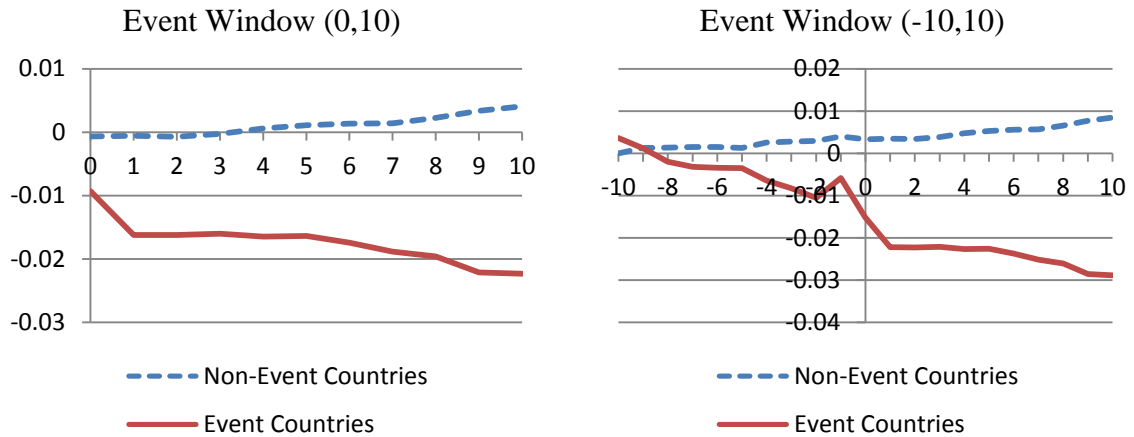 Event Window (0,10)
0.01
0
-0.01
-0.02
-0.03
0 1 2 3 4 5 6 7 8 9 10
Non-Event Countries
Event Countries
Event Window (-10,10)
0.02
0.01
0
-0.01
-0.02
-0.03
-0.04
-10 -8 -6 -4 -2 0 2 4 6 8 10
Non-Event Countries
Event Countries